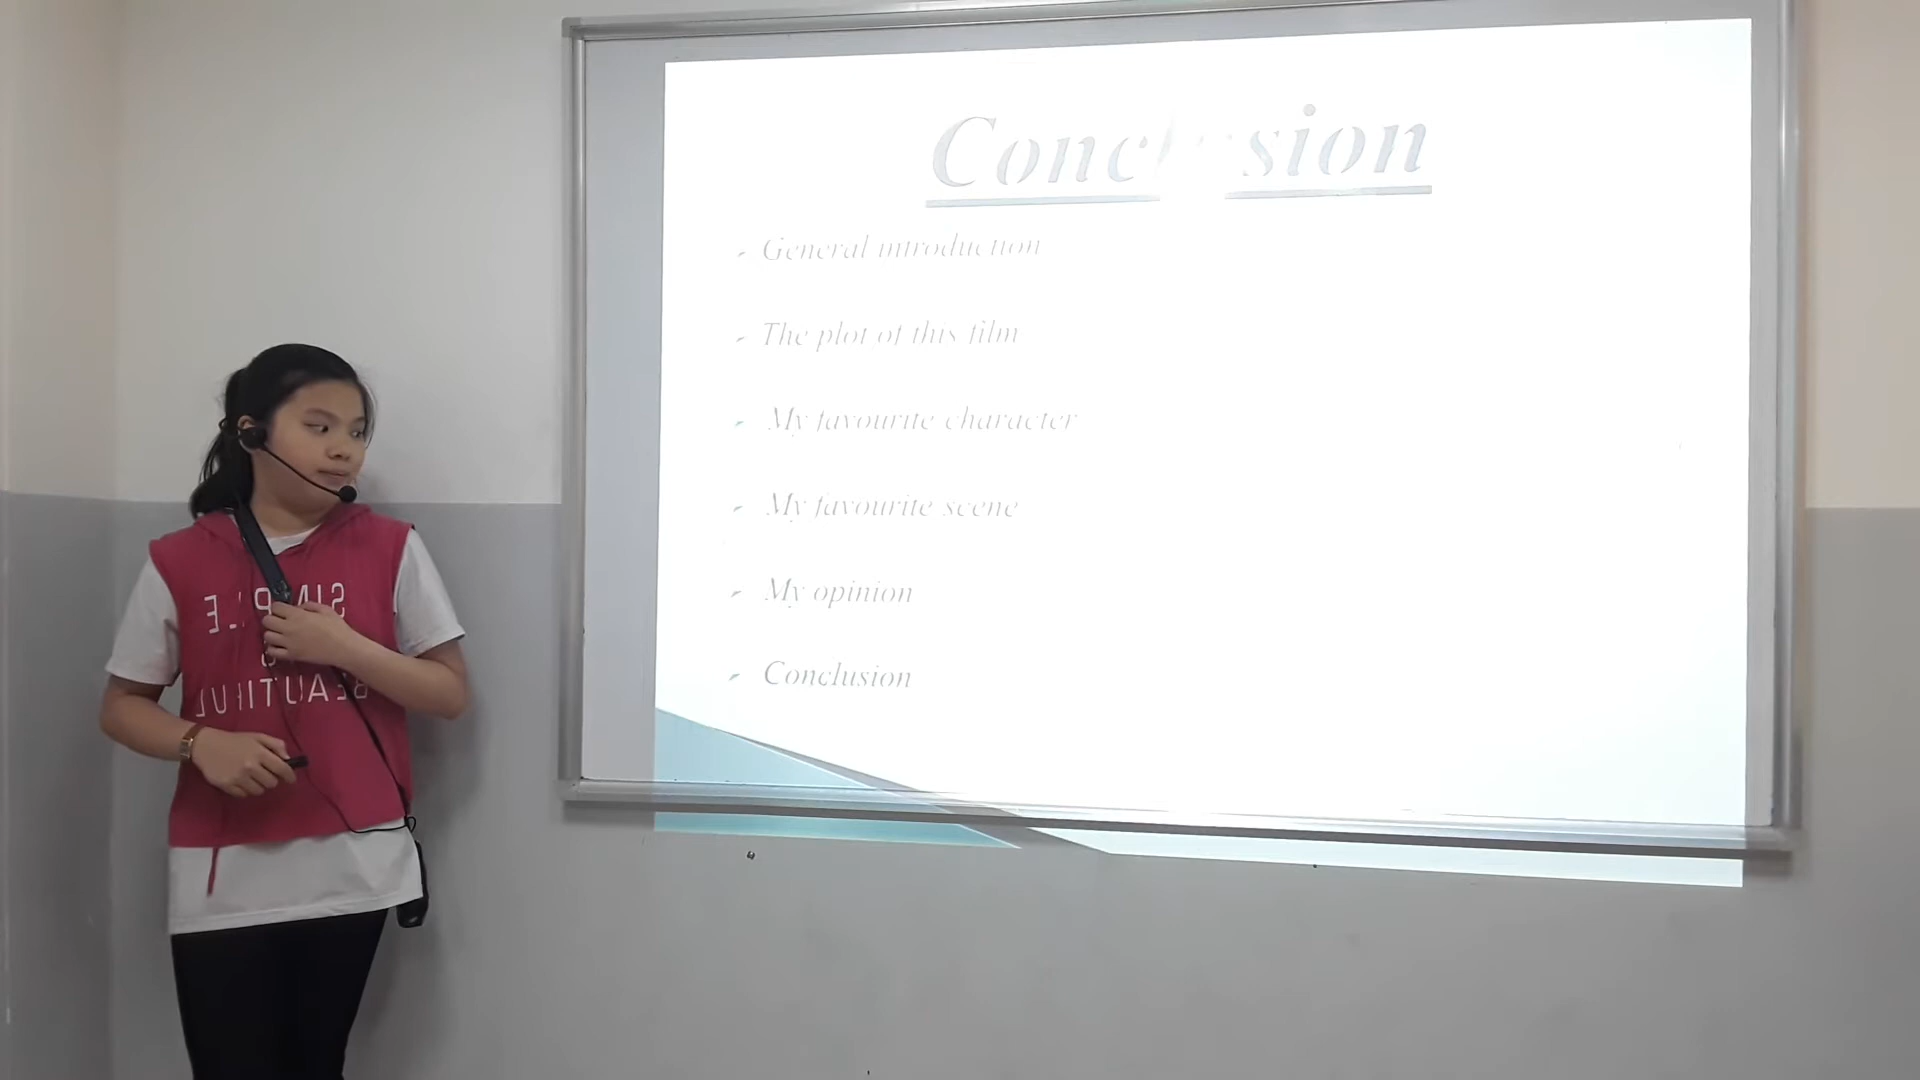 Conclusion
General introduction
The plot of this film
My favourite character
My favourite scene
My opinion
Conclusion
SIMPLE
IS
BEAUTIFUL